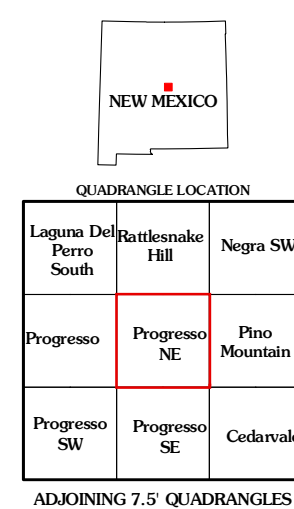 NEW MEXICO
QUADRANGLE LOCATION
Laguna Del
Perro
South
Rattlesnake
Hill
Negra SW
Progresso
Progresso
NE
Pino
Mountain
Progresso
SW
Progresso
SE
Cedarvale
ADJOINING 7.5' QUADRANGLES